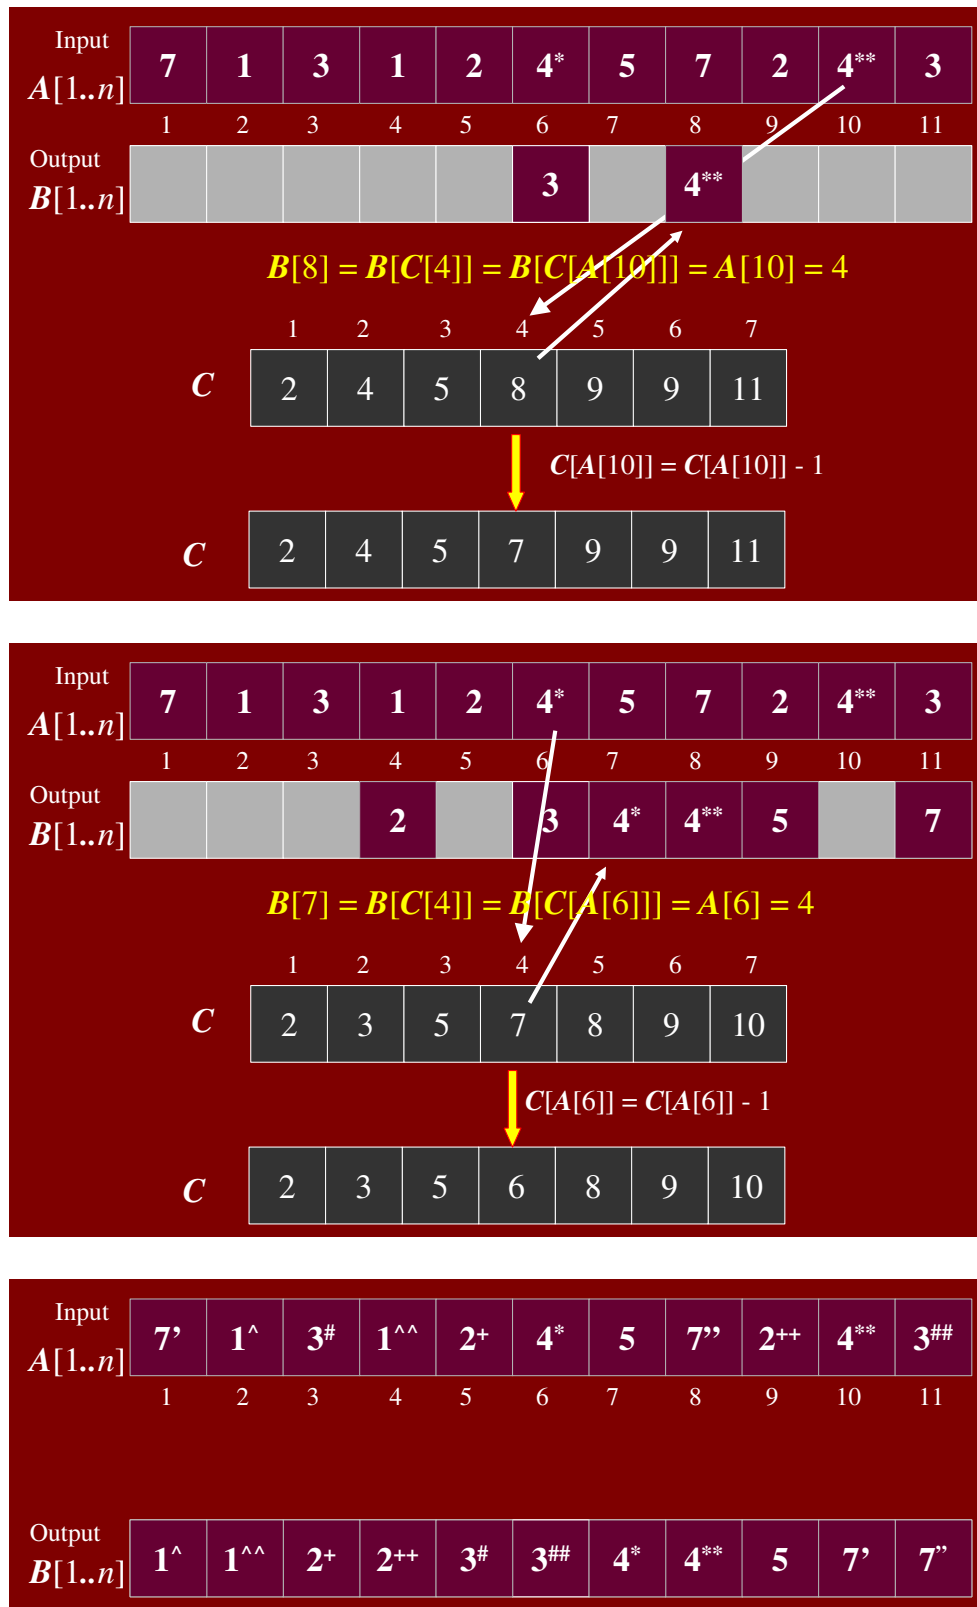 Input
A[1..n] 7 1 3 1 2 4* 5 7 2 4** 3
1 2 3 4 5 6 7 8 9 10 11
Output
B[1..n] 3 4**
B[8] = B[C[4]] = B[C[A[10]]] = A[10] = 4
1 2 3 4 5 6 7
C 2 4 5 8 9 9 11
C[A[10]] = C[A[10]] - 1
C 2 4 5 7 9 9 11
Input
A[1..n] 7 1 3 1 2 4* 5 7 2 4** 3
1 2 3 4 5 6 7 8 9 10 11
Output
B[1..n] 2 3 4* 4** 5 7
B[7] = B[C[4]] = B[C[A[6]]] = A[6] = 4
1 2 3 4 5 6 7
C 2 3 5 7 8 9 10
C[A[6]] = C[A[6]] - 1
C 2 3 5 6 8 9 10
Input
A[1..n] 7’ 1^ 3# 1^^ 2+ 4* 5 7’’ 2++ 4** 3##
1 2 3 4 5 6 7 8 9 10 11
Output
B[1..n] 1^ 1^^ 2+ 2++ 3# 3## 4* 4** 5 7’ 7”